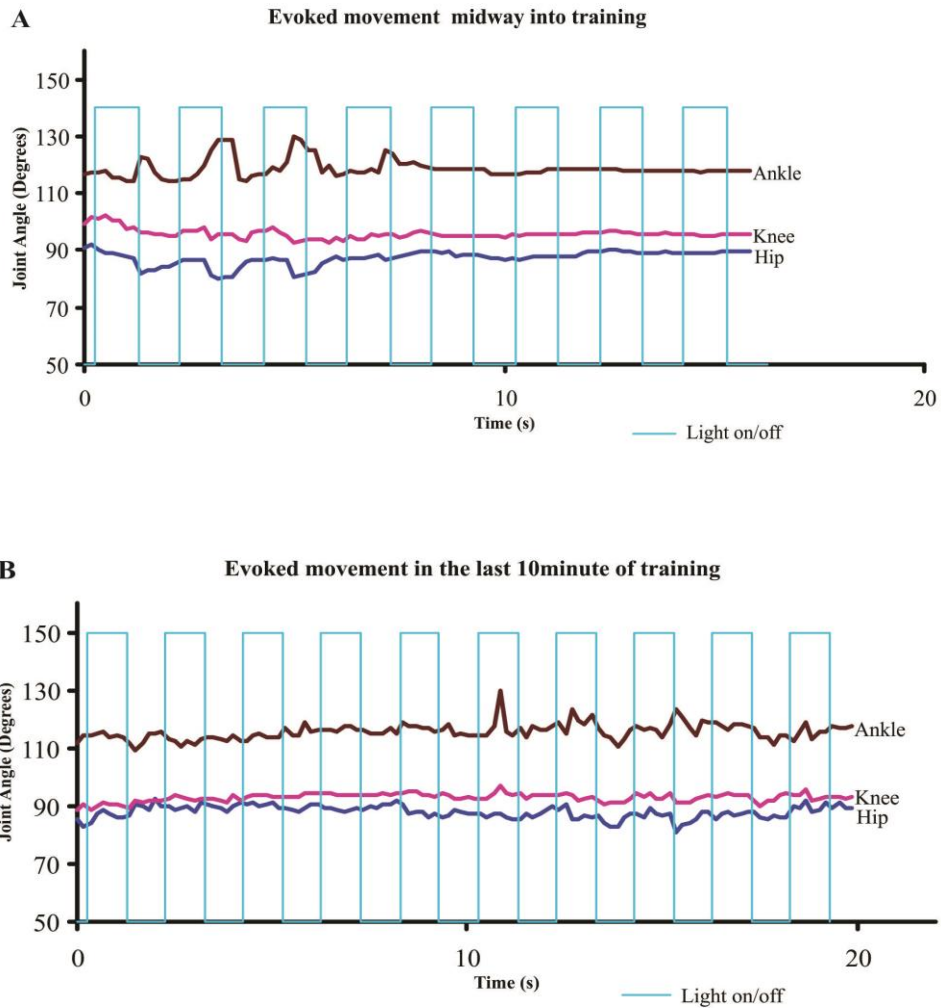 A
Evoked movement midway into training
150
130
110
90
70
50
Joint Angle (Degrees)
Ankle
Knee
Hip
0
10
20
Time (s)
Light on/off
B
Evoked movement in the last 10minute of training
150
130
110
90
70
50
Joint Angle (Degrees)
Ankle
Knee
Hip
0
10
20
Time (s)
Light on/off